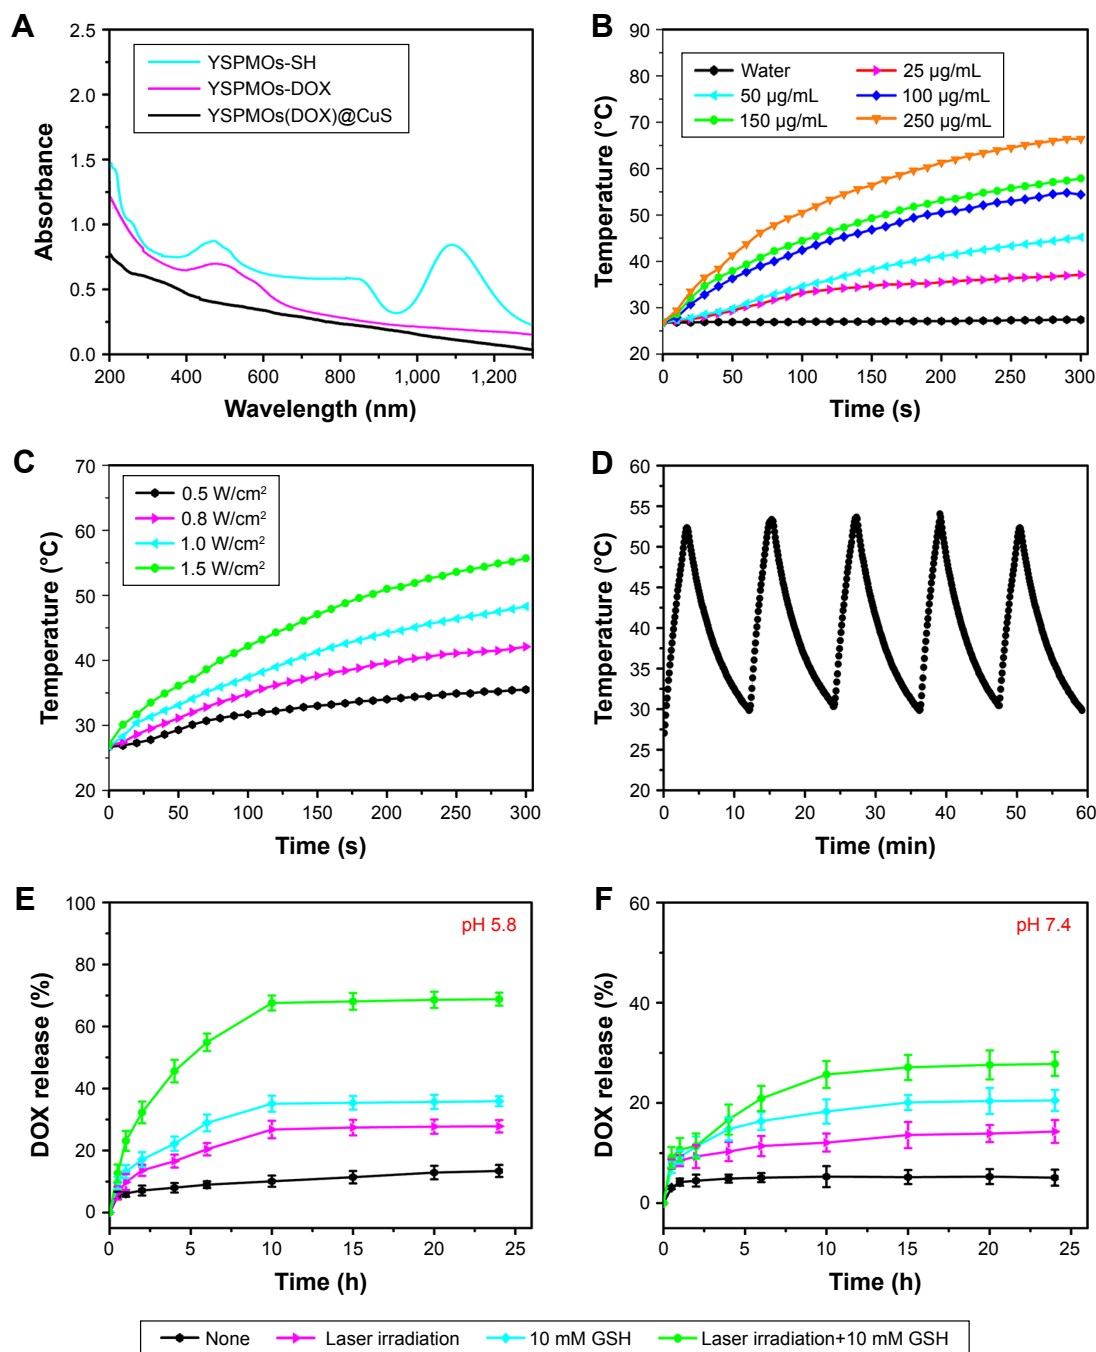 A
2.5
2.0
1.5
1.0
0.5
0.0
Absorbance
YSPMOs-SH
YSPMOs-DOX
YSPMOs(DOX)@CuS
200 400 600 800 1,000 1,200
Wavelength (nm)
B
90
80
70
60
50
40
30
20
Temperature (°C)
Water 25 µg/mL
50 µg/mL 100 µg/mL
150 µg/mL 250 µg/mL
0 50 100 150 200 250 300
Time (s)
C
70
60
50
40
30
20
Temperature (°C)
0.5 W/cm²
0.8 W/cm²
1.0 W/cm²
1.5 W/cm²
0 50 100 150 200 250 300
Time (s)
D
60
55
50
45
40
35
30
25
20
Temperature (°C)
0 10 20 30 40 50 60
Time (min)
E
100
80
60
40
20
0
DOX release (%)
pH 5.8
0 5 10 15 20 25
Time (h)
F
60
40
20
0
DOX release (%)
pH 7.4
0 5 10 15 20 25
Time (h)
None Laser irradiation 10 mM GSH Laser irradiation+10 mM GSH